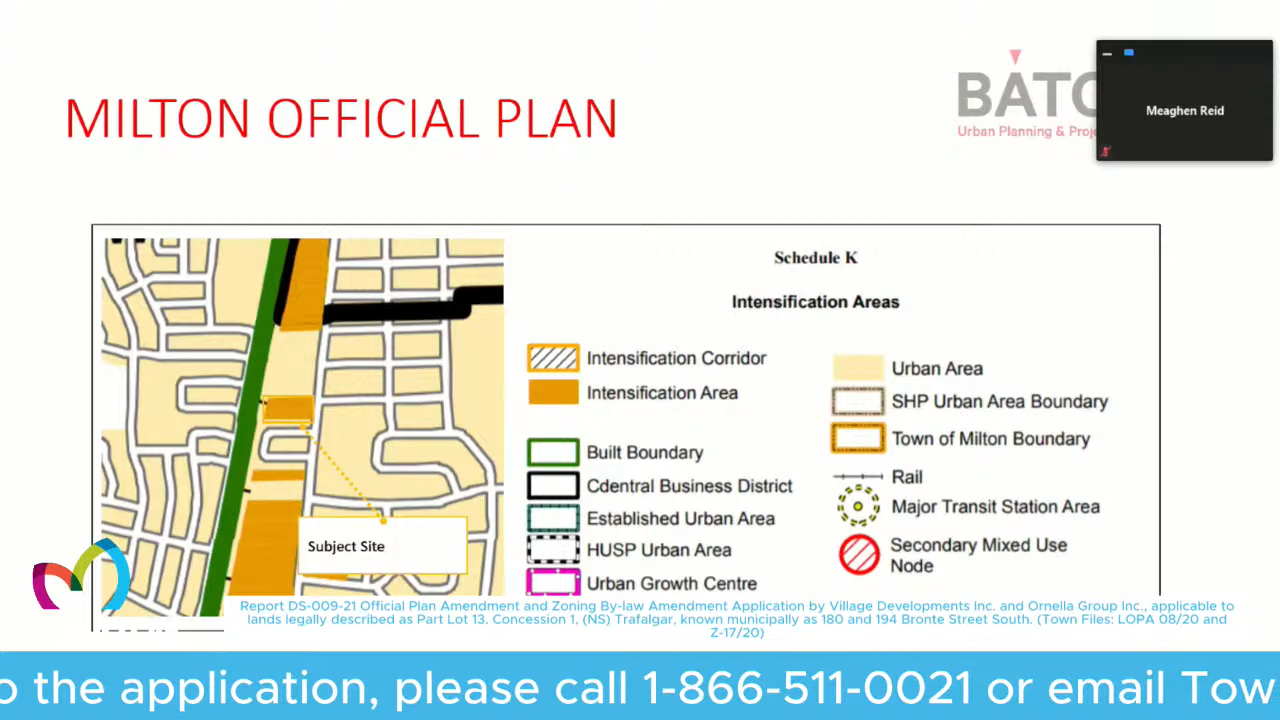 MILTON OFFICIAL PLAN
Urban Planning &
Meaghen Reid
Schedule K
Intensification Areas
Intensification Corridor
Intensification Area
Built Boundary
Cdentral Business District
Established Urban Area
HUSP Urban Area
Urban Growth Centre
Urban Area
SHP Urban Area Boundary
Town of Milton Boundary
Rail
Major Transit Station Area
Secondary Mixed Use
Node
Subject Site
Report DS-009-21 Official Plan Amendment and Zoning By-law Amendment Application by Village Developments Inc. and Ornella Group Inc., applicable to
lands legally described as Part Lot 13. Concession 1, (NS) Trafalgar, known municipally as 180 and 194 Bronte Street South. (Town Files: LOPA 08/20 and
Z-17/20)
o the application, please call 1-866-511-0021 or email Tow